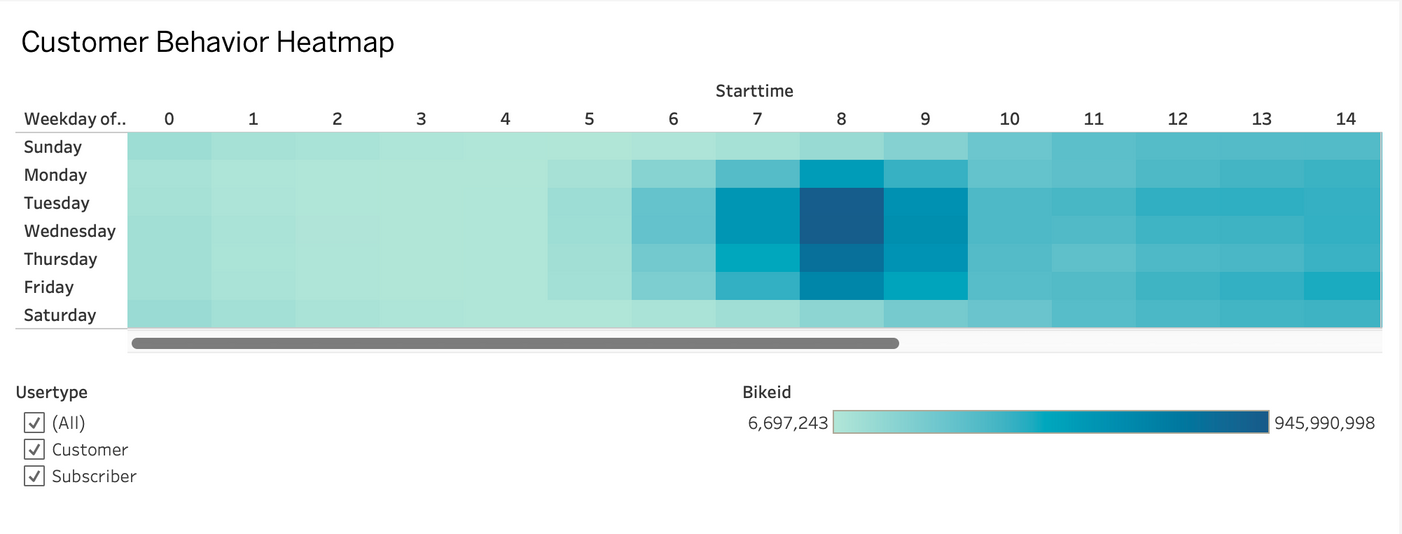 Customer Behavior Heatmap
Starttime
Weekday of.. 0 1 2 3 4 5 6 7 8 9 10 11 12 13 14
Sunday
Monday
Tuesday
Wednesday
Thursday
Friday
Saturday
Usertype
(All)
Customer
Subscriber
Bikeid
6,697,243 945,990,998